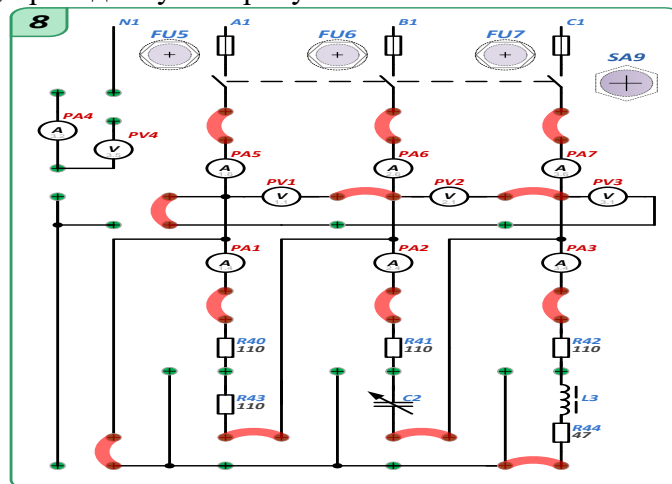 8
N1
A1
B1
C1
FU5
FU6
FU7
SA9
PA4
A
PV4
V
PA5
A
PA6
A
PA7
A
PV1
V
PV2
V
PV3
V
PA1
A
PA2
A
PA3
A
R40
110
R41
110
R42
110
R43
110
C2
L3
R44
47